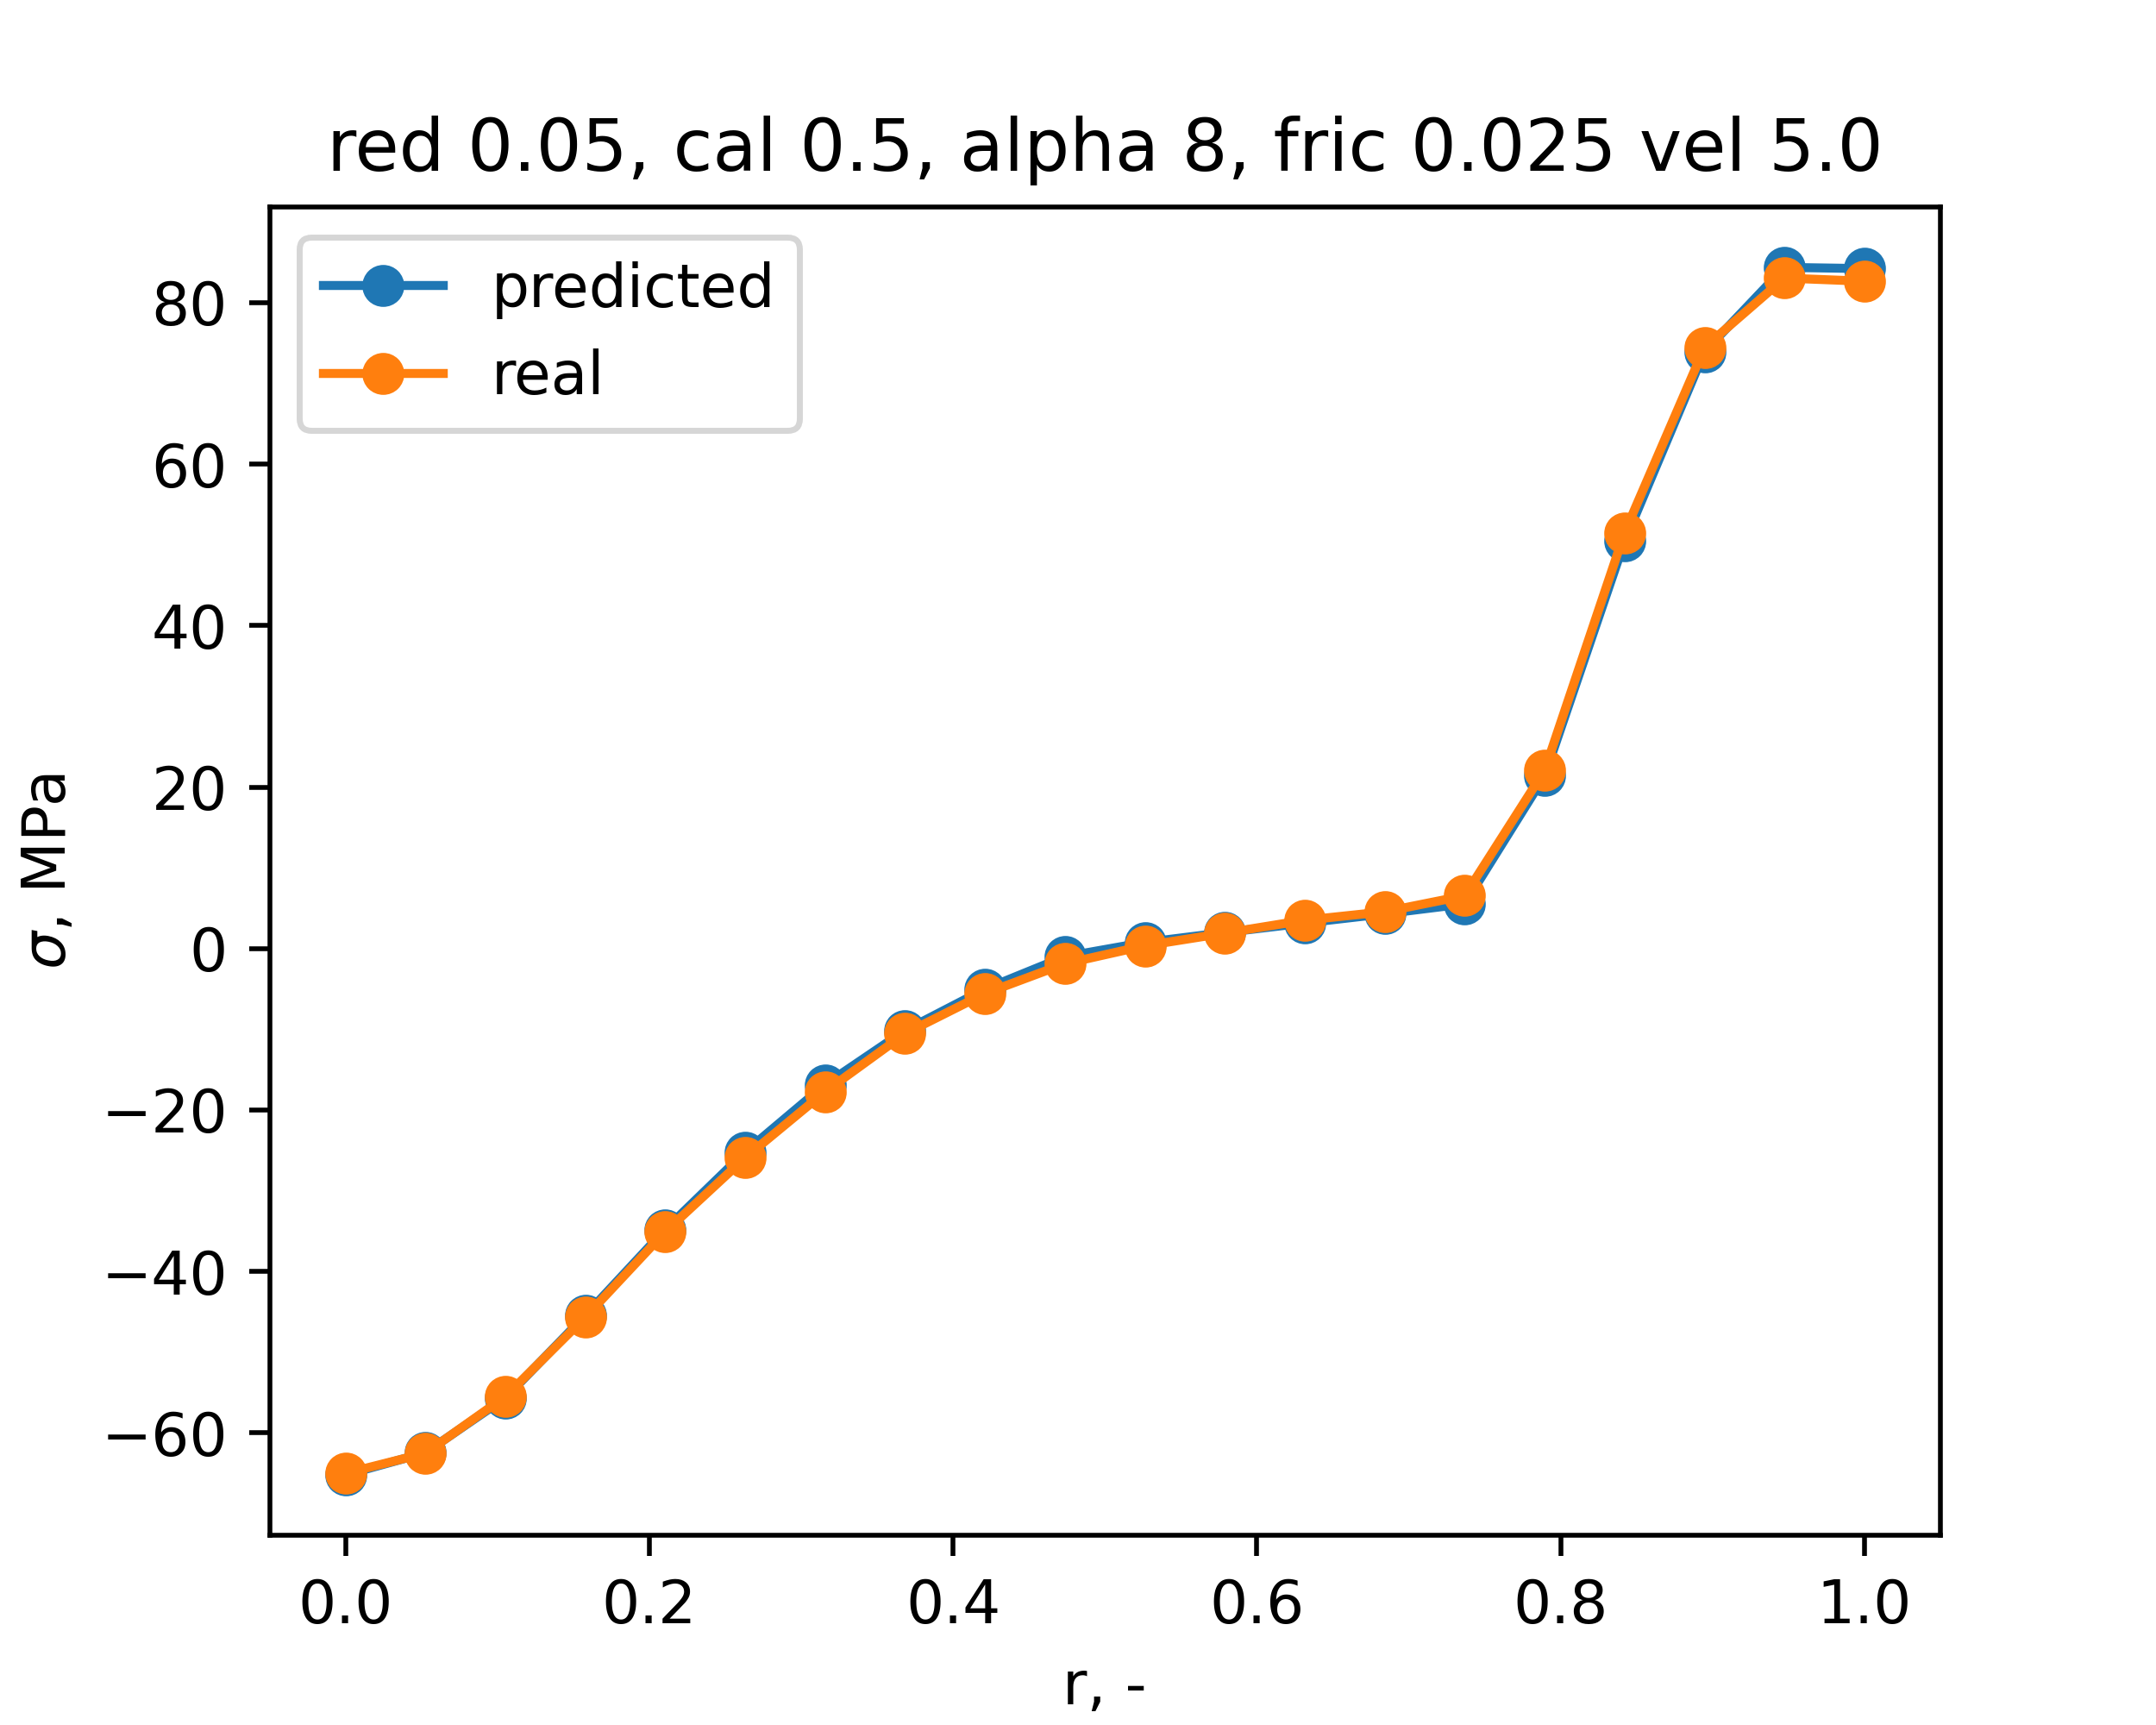 red 0.05, cal 0.5, alpha 8, fric 0.025 vel 5.0
predicted
real
80
60
40
20
0
−20
−40
−60
σ, MPa
0.0 0.2 0.4 0.6 0.8 1.0
r, -